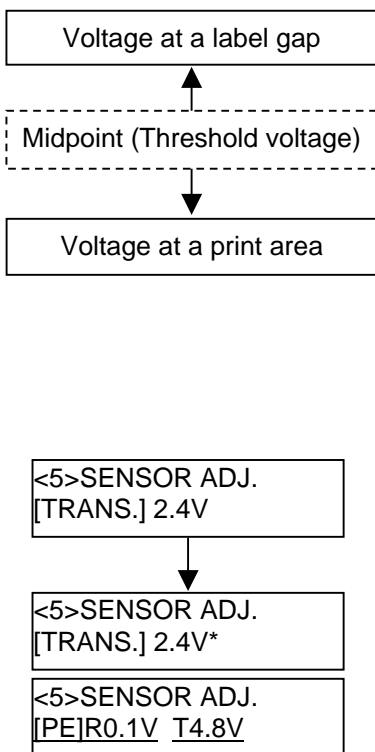 Voltage at a label gap
Midpoint (Threshold voltage)
Voltage at a print area
<5>SENSOR ADJ.
[TRANS.] 2.4V
<5>SENSOR ADJ.
[TRANS.] 2.4V*
<5>SENSOR ADJ.
[PE]R0.1V T4.8V